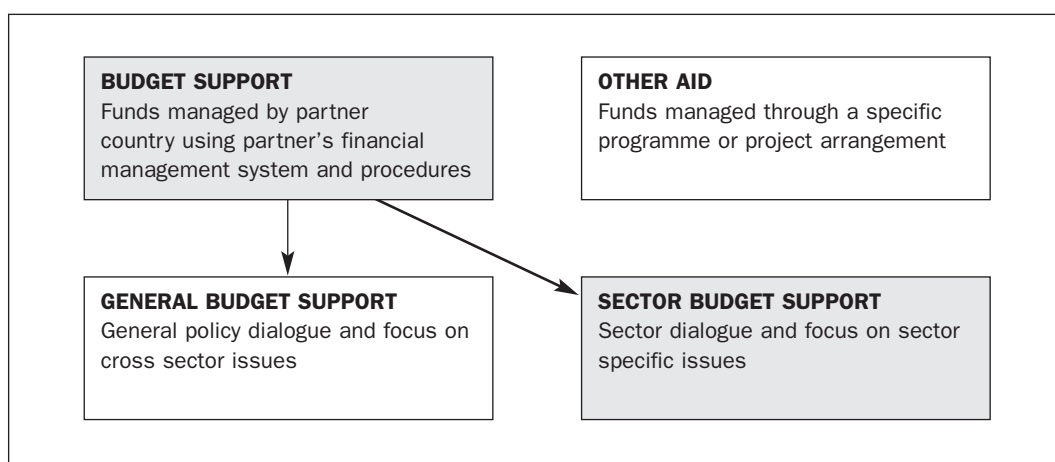 BUDGET SUPPORT
Funds managed by partner
country using partner's financial
management system and procedures
OTHER AID
Funds managed through a specific
programme or project arrangement
GENERAL BUDGET SUPPORT
General policy dialogue and focus on
cross sector issues
SECTOR BUDGET SUPPORT
Sector dialogue and focus on sector
specific issues